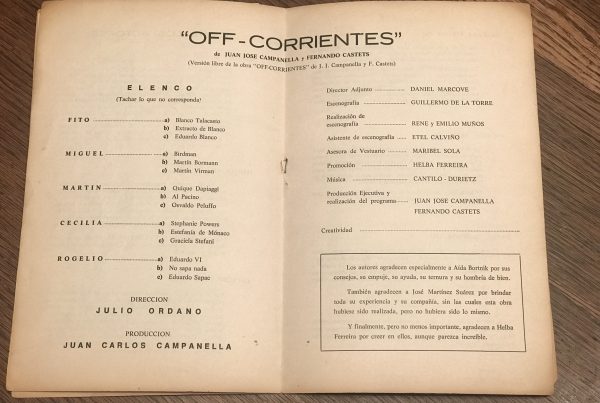 "OFF-CORRIENTES"
de JUAN JOSE CAMPANELLA y FERNANDO CASTETS
(Versión libre de la obra "OFF-CORRIENTES" de J. J. Campanella y F. Castets)
ELENCO
(Tachar lo que no corresponda)
FITO a) Blanco Talacasto
b) Extracto de Blanco
c) Eduardo Blanco
MIGUEL a) Birdman
b) Martín Bormann
c) Martín Virman
MARTIN a) Quique Dapiaggi
b) Al Pacino
c) Osvaldo Peluffo
CECILIA a) Stephanie Powers
b) Estefanía de Mónaco
c) Graciela Stefani
ROGELIO a) Eduardo VI
b) No sapa nada
c) Eduardo Sapac
DIRECCION
JULIO ORDANO
PRODUCCION
JUAN CARLOS CAMPANELLA
Director Adjunto DANIEL MARCOVE
Escenografía GUILLERMO DE LA TORRE
Realización de
escenografía RENE y EMILIO MUÑOS
Asistente de escenografía ETEL CALVIÑO
Asesora de Vestuario MARIBEL SOLA
Promoción HELBA FERREIRA
Música CANTILO - DURIETZ
Producción Ejecutiva y
realización del programa JUAN JOSE CAMPANELLA
FERNANDO CASTETS
Creatividad
Los autores agradecen especialmente a Aída Bortnik por sus
consejos, su empuje, su ayuda, su ternura y su hombría de bien.
También agradecen a José Martínez Suárez por brindar
toda su experiencia y su compañía, sin las cuales esta obra
hubiese sido realizada, pero no hubiera sido lo mismo.
Y finalmente, pero no menos importante, agradecen a Helba
Ferreira por creer en ellos, aunque parezca increíble.